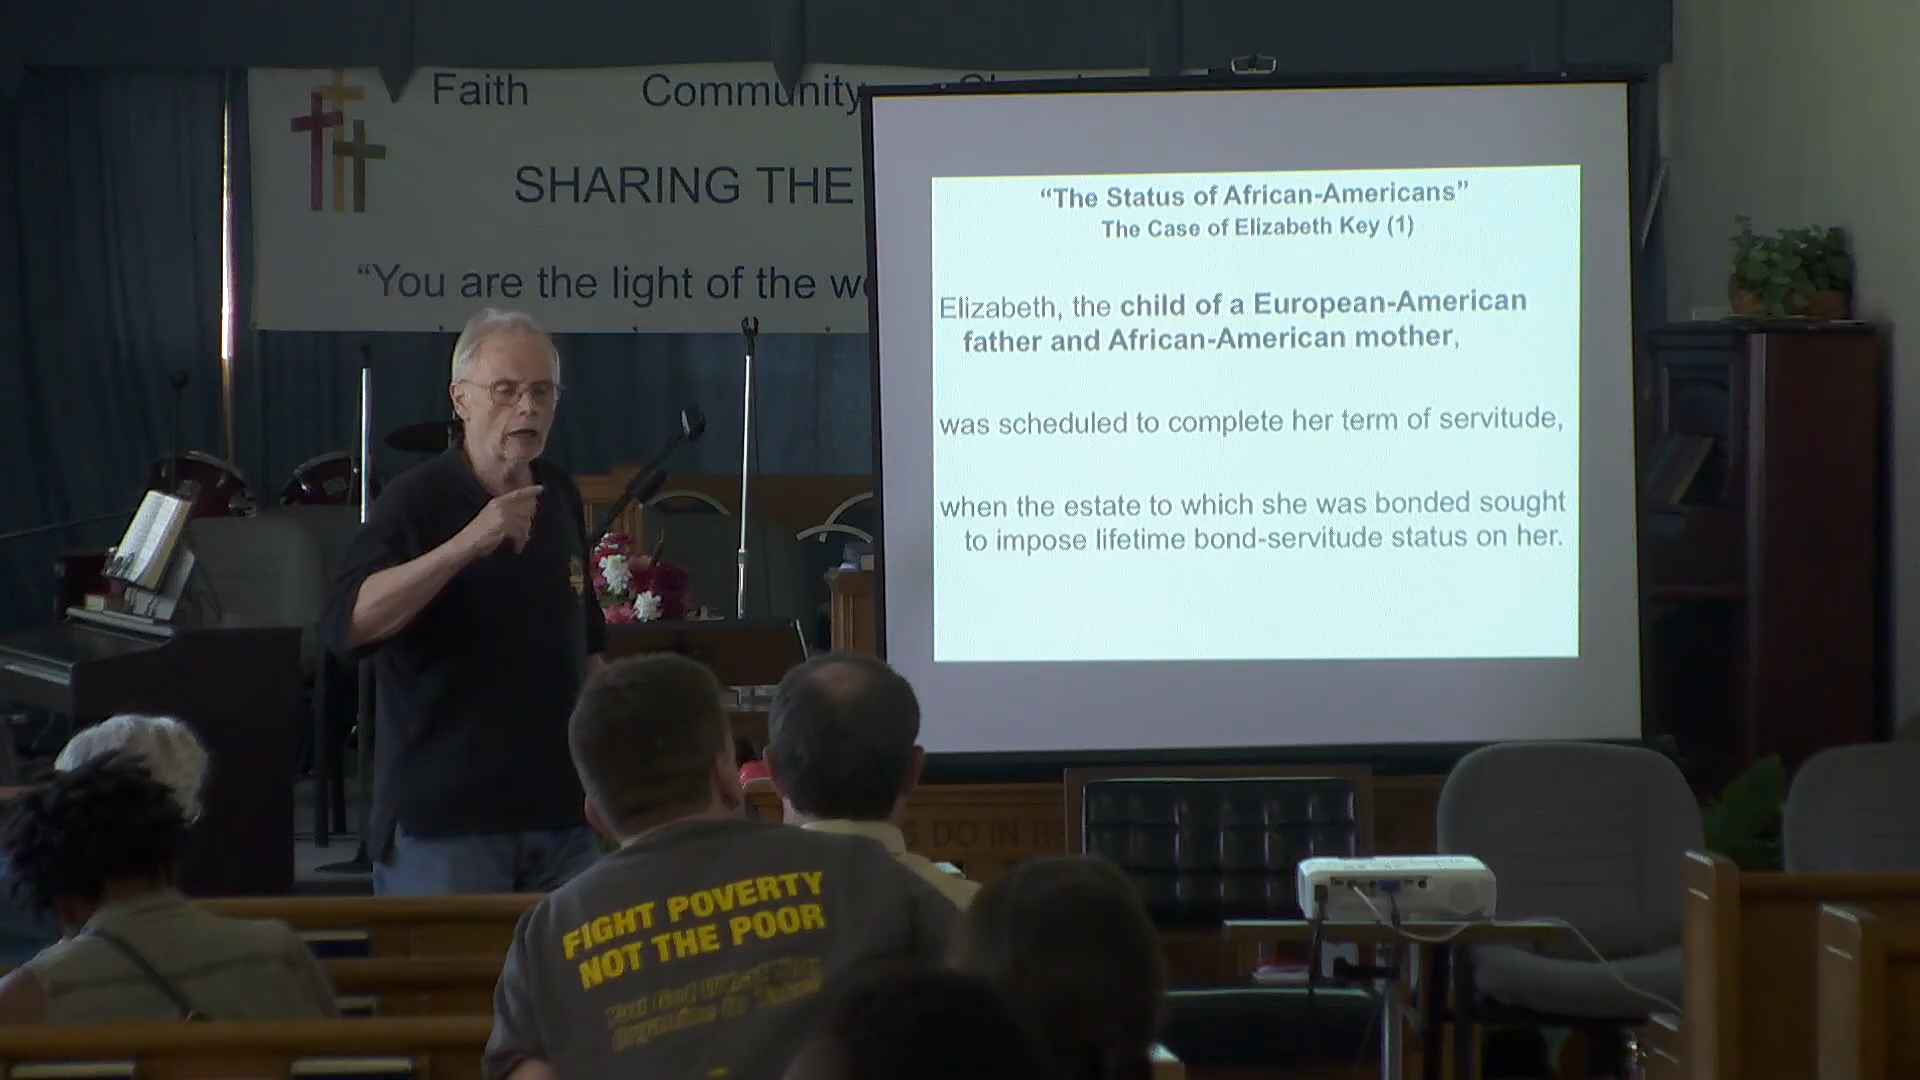 Faith Community
SHARING THE
“You are the light of the
“The Status of African-Americans”
The Case of Elizabeth Key (1)
Elizabeth, the child of a European-American
father and African-American mother,
was scheduled to complete her term of servitude,
when the estate to which she was bonded sought
to impose lifetime bond-servitude status on her.
DO IN RE
FIGHT POVERTY
NOT THE POOR